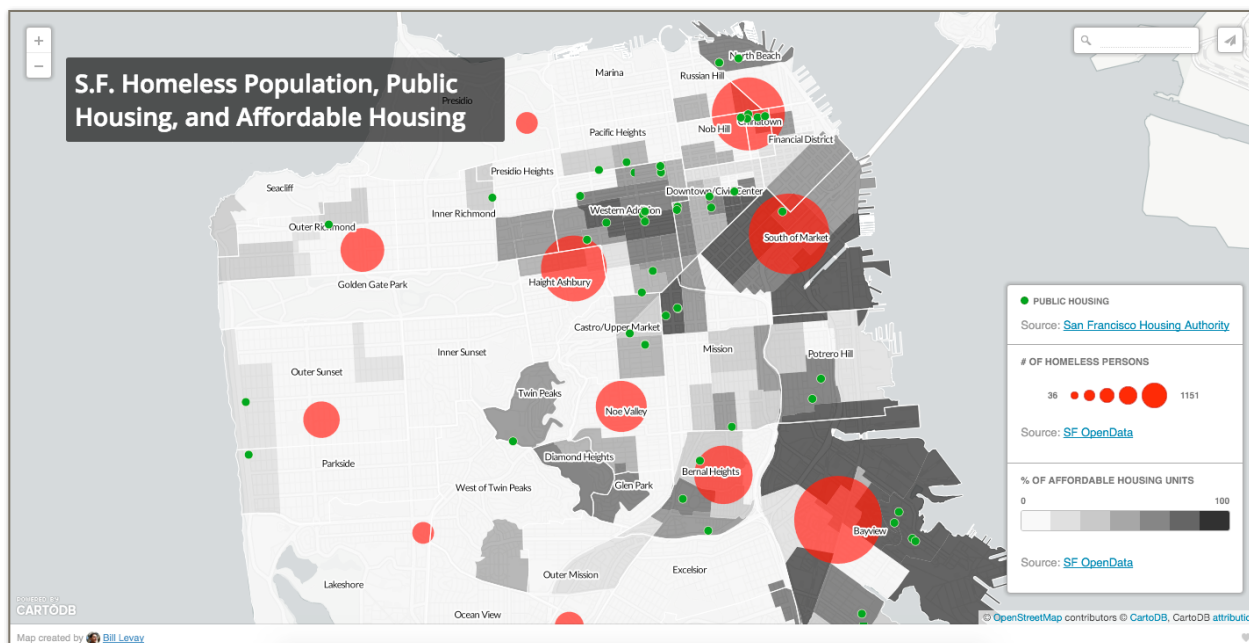 +
−
S.F. Homeless Population, Public
Housing, and Affordable Housing
North Beach
Marina
Russian Hill
Presidio
Chinatown
Pacific Heights
Nob Hill
Financial District
Presidio Heights
Seacliff
Downtown/Civic Center
Western Addition
Inner Richmond
Outer Richmond
South of Market
Haight Ashbury
Golden Gate Park
Castro/Upper Market
Mission
Potrero Hill
Inner Sunset
Outer Sunset
Twin Peaks
Noe Valley
Diamond Heights
Parkside
Bernal Heights
Glen Park
West of Twin Peaks
Bayview
Outer Mission
Excelsior
Lakeshore
Ocean View
PUBLIC HOUSING
Source: San Francisco Housing Authority
# OF HOMELESS PERSONS
36 1151
Source: SF OpenData
% OF AFFORDABLE HOUSING UNITS
0 100
Source: SF OpenData
POWERED BY
CARTODB
© OpenStreetMap contributors © CartoDB, CartoDB attributio
Map created by Bill Levay